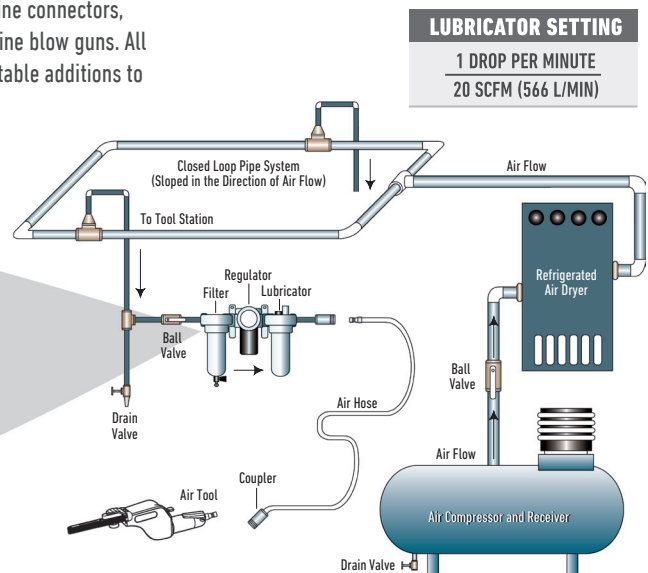 ine connectors,
ine blow guns. All
table additions to
LUBRICATOR SETTING
1 DROP PER MINUTE
20 SCFM (566 L/MIN)
Closed Loop Pipe System
(Sloped in the Direction of Air Flow)
Air Flow
To Tool Station
Refrigerated
Air Dryer
Regulator
Filter
Lubricator
Ball
Valve
Ball
Valve
Drain
Valve
Air Hose
Air Flow
Coupler
Air Tool
Air Compressor and Receiver
Drain Valve